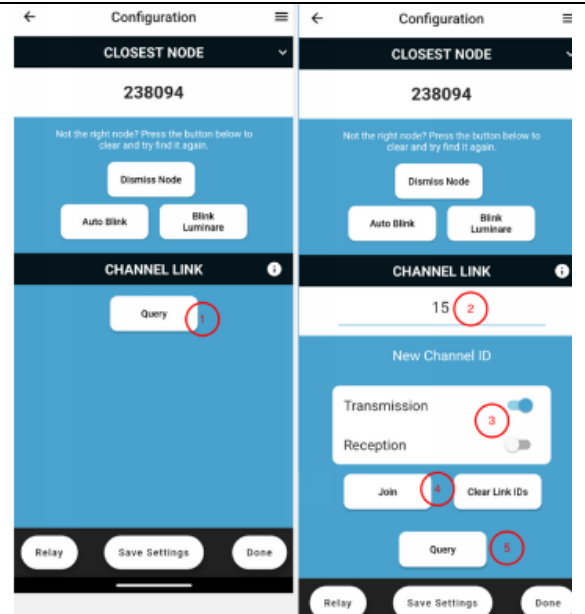 Configuration
CLOSEST NODE
238094
Not the right node? Press the button below to
clear and try find it again.
Dismiss Node
Auto Blink
Blink
Luminare
CHANNEL LINK
Query
1
Relay
Save Settings
Done
Configuration
CLOSEST NODE
238094
Not the right node? Press the button below to
clear and try find it again.
Dismiss Node
Auto Blink
Blink
Luminare
CHANNEL LINK
15
2
New Channel ID
Transmission
3
Reception
Join
4
Clear Link IDs
Query
5
Relay
Save Settings
Done